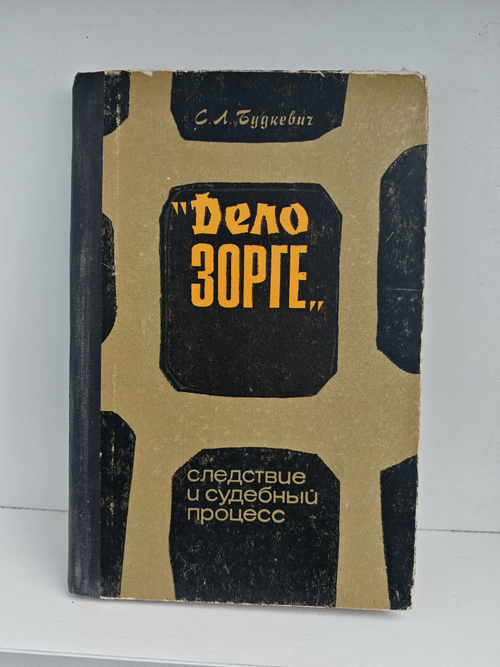 С. Л. Будкевич
"Дело
ЗОРГЕ„
следствие
и судебный
процесс